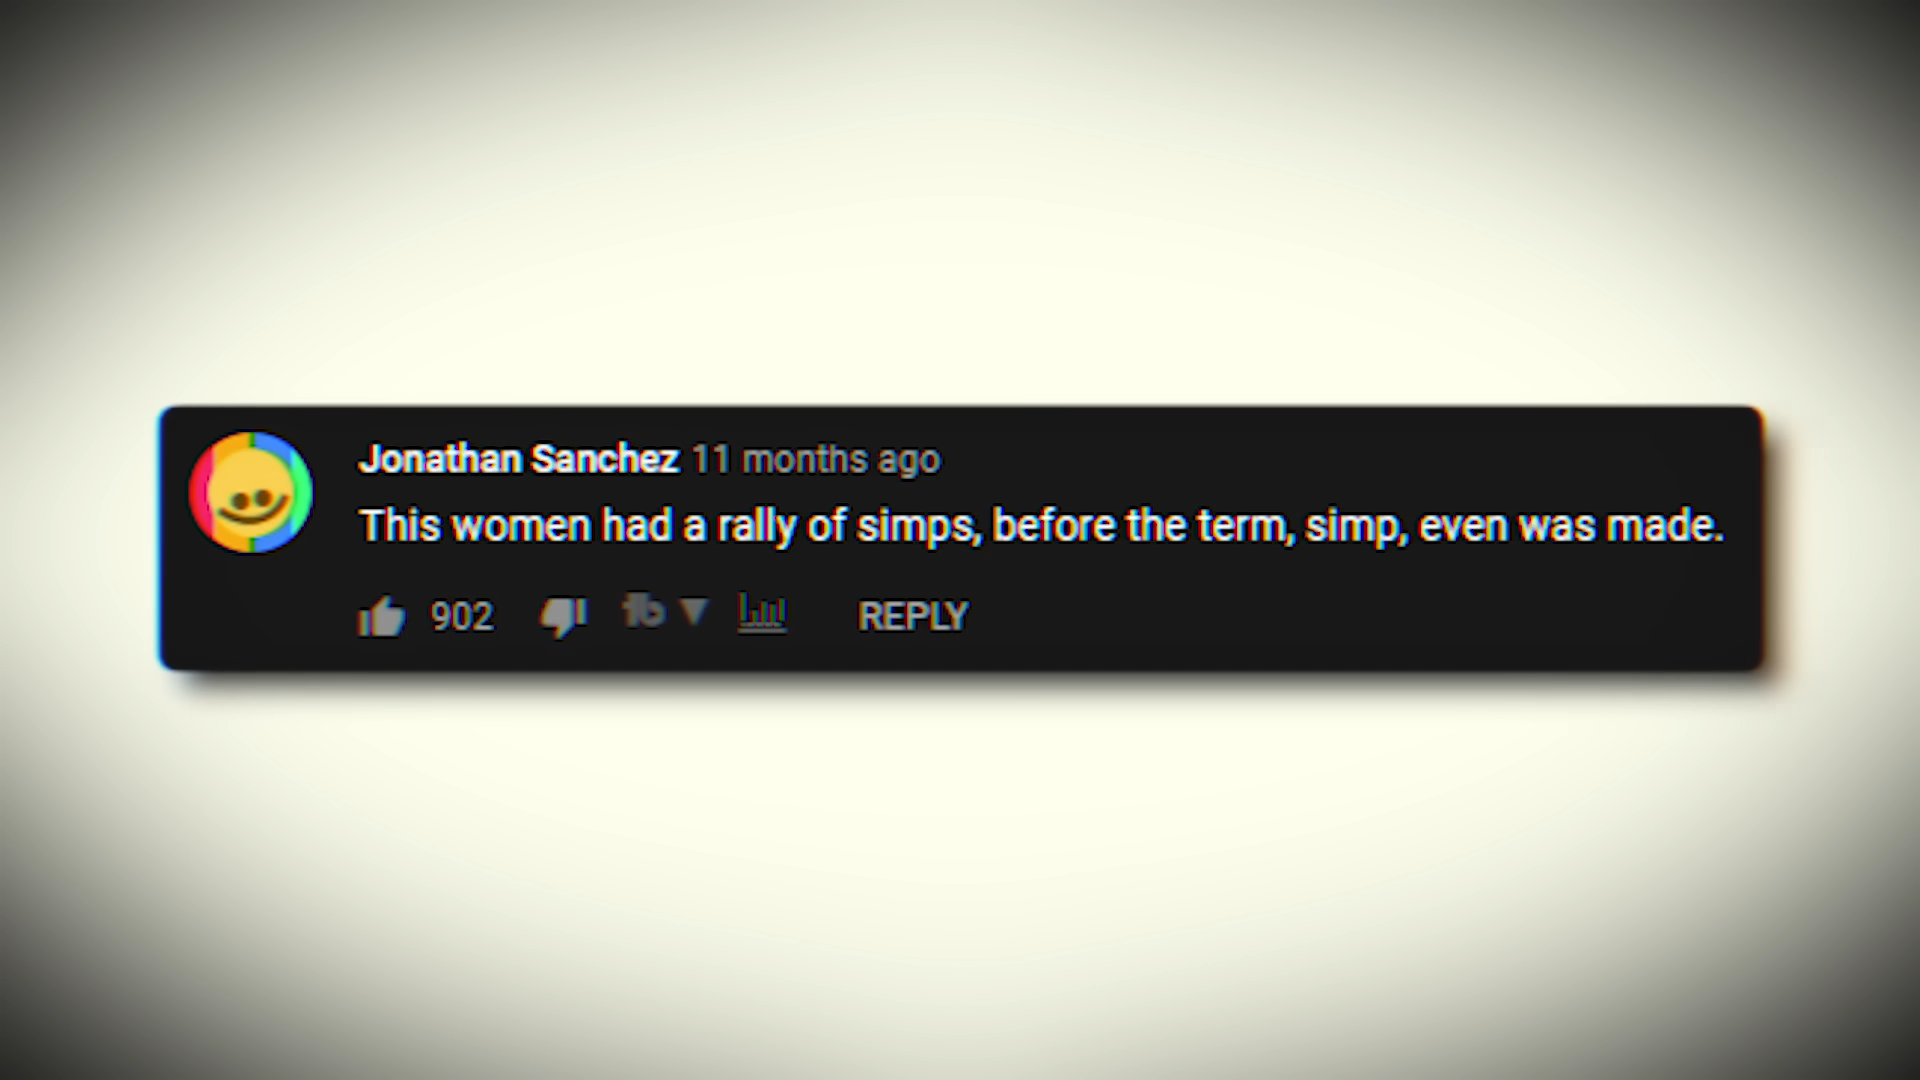 Jonathan Sanchez 11 months ago
This women had a rally of simps, before the term, simp, even was made.
902 REPLY